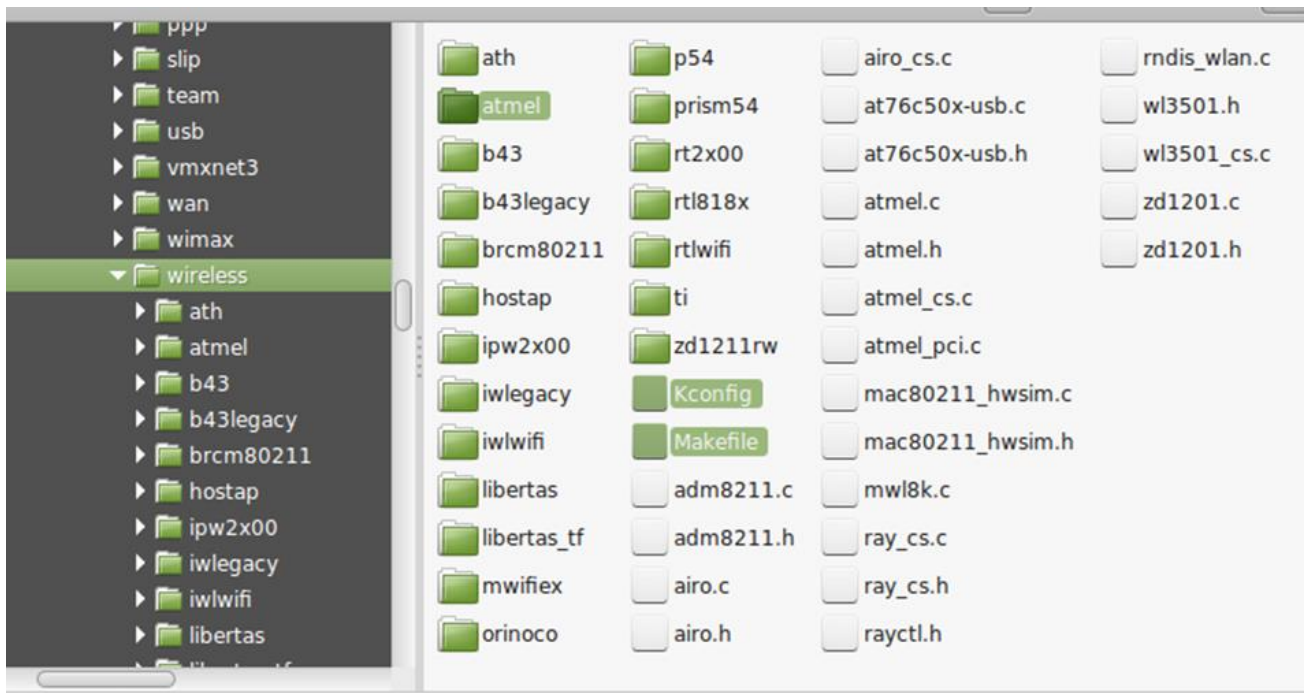 ppp
slip
team
usb
vmxnet3
wan
wimax
wireless
ath
atmel
b43
b43legacy
brcm80211
hostap
ipw2x00
iwlegacy
iwlwifi
libertas
ath
atmel
b43
b43legacy
brcm80211
hostap
ipw2x00
iwlegacy
iwlwifi
libertas
libertas_tf
mwifiex
orinoco
p54
prism54
rt2x00
rtl818x
rtlwifi
ti
zd1211rw
Kconfig
Makefile
adm8211.c
adm8211.h
airo.c
airo.h
airo_cs.c
at76c50x-usb.c
at76c50x-usb.h
atmel.c
atmel.h
atmel_cs.c
atmel_pci.c
mac80211_hwsim.c
mac80211_hwsim.h
mwl8k.c
ray_cs.c
ray_cs.h
rayctl.h
rndis_wlan.c
wl3501.h
wl3501_cs.c
zd1201.c
zd1201.h